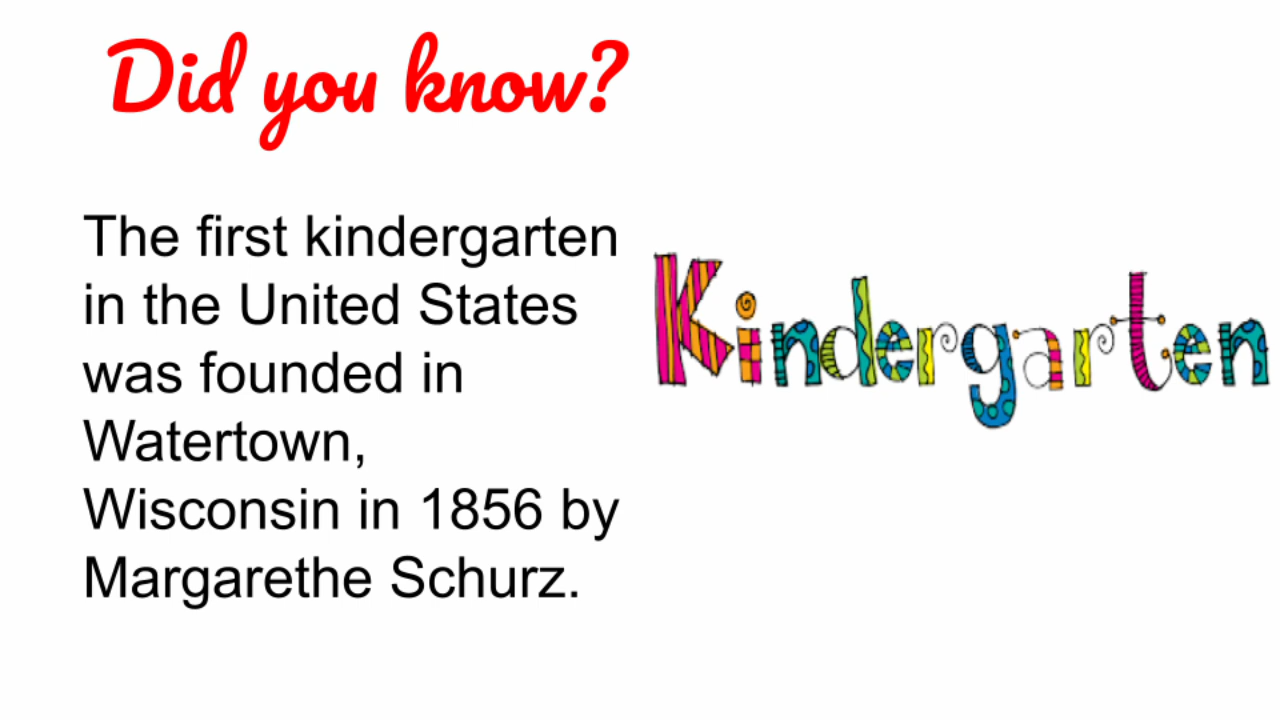 Did you know?
The first kindergarten
in the United States
was founded in
Watertown,
Wisconsin in 1856 by
Margarethe Schurz.
Kindergarten